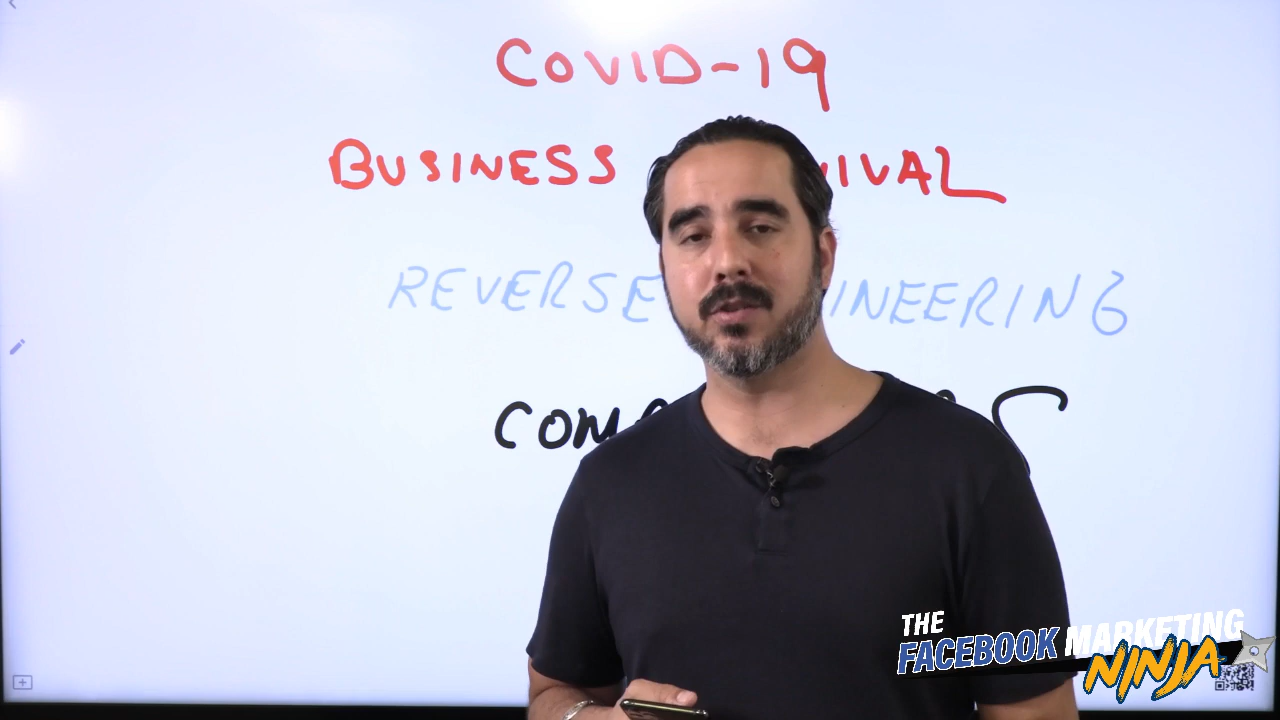 COVID-19
BUSINESS
REVERSE
THE
FACEBOOK MARKETING
NINJA